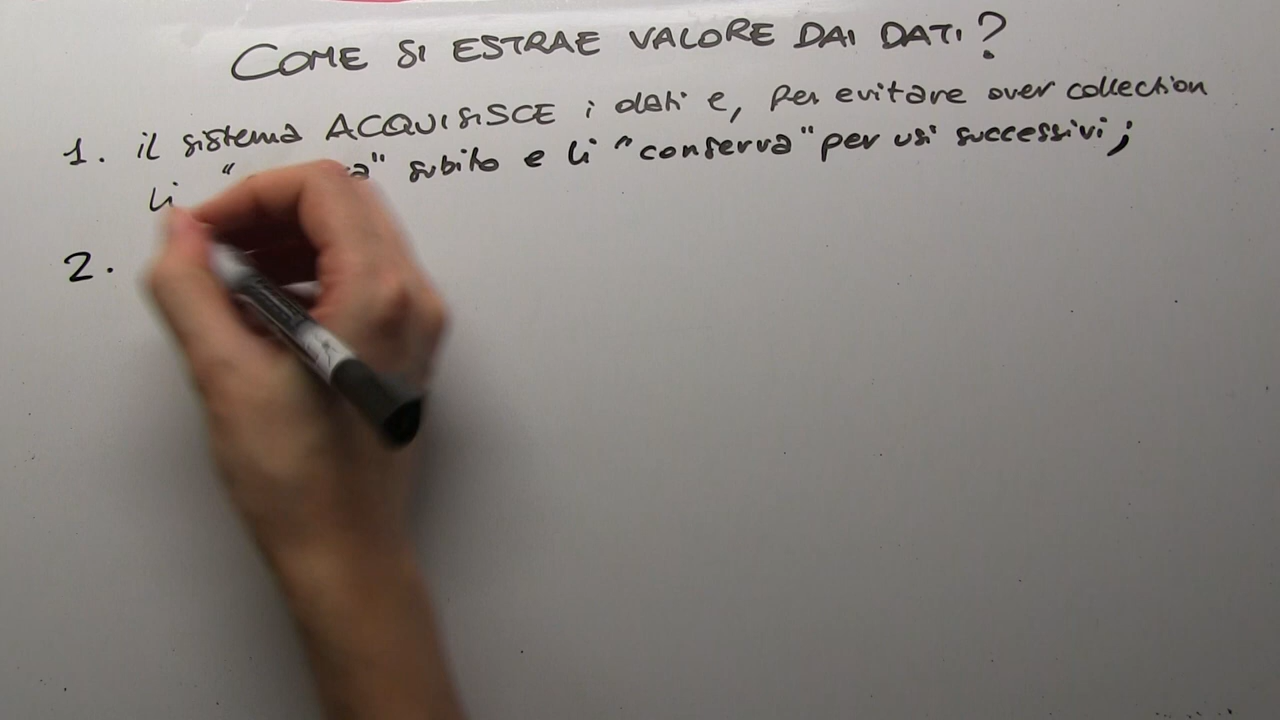 COME SI ESTRAE VALORE DAI DATI?
1. il sistema ACQUISISCE i dati e, per evitare over collection
li " " subito e li "conserva" per usi successivi;
2.